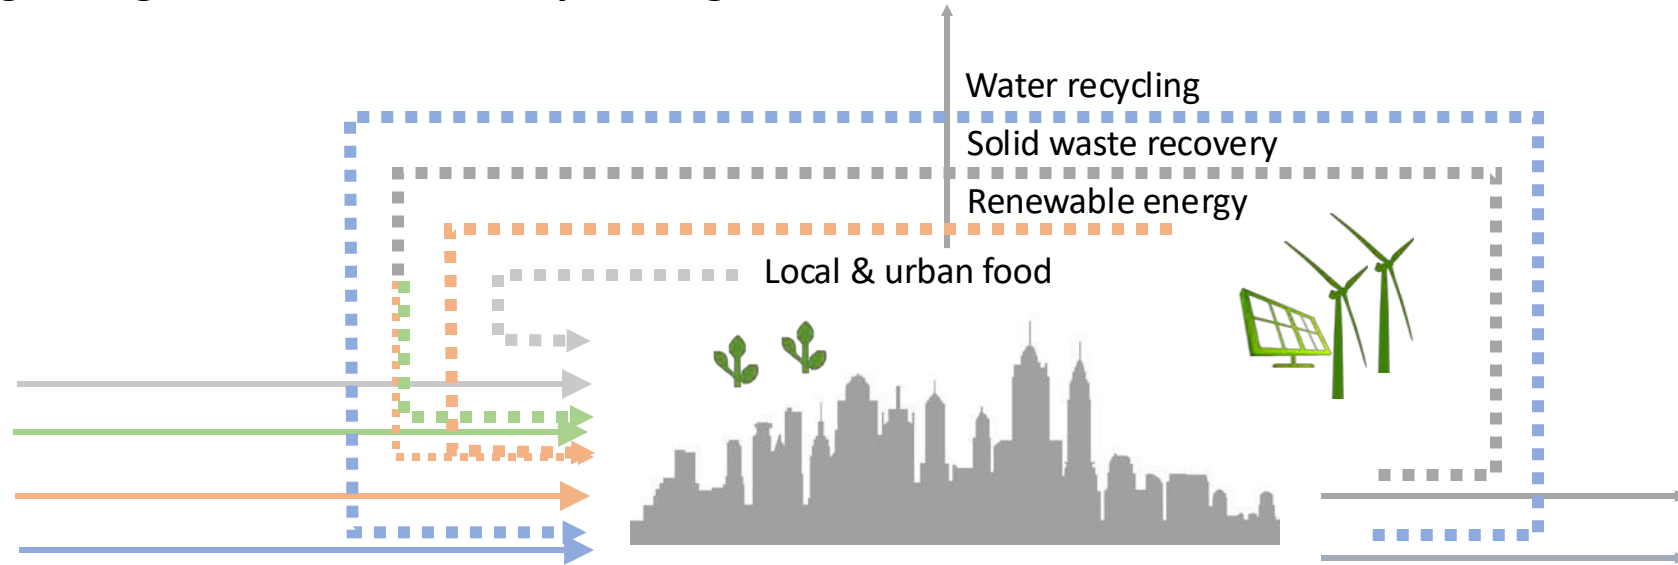 Water recycling
Solid waste recovery
Renewable energy
Local & urban food